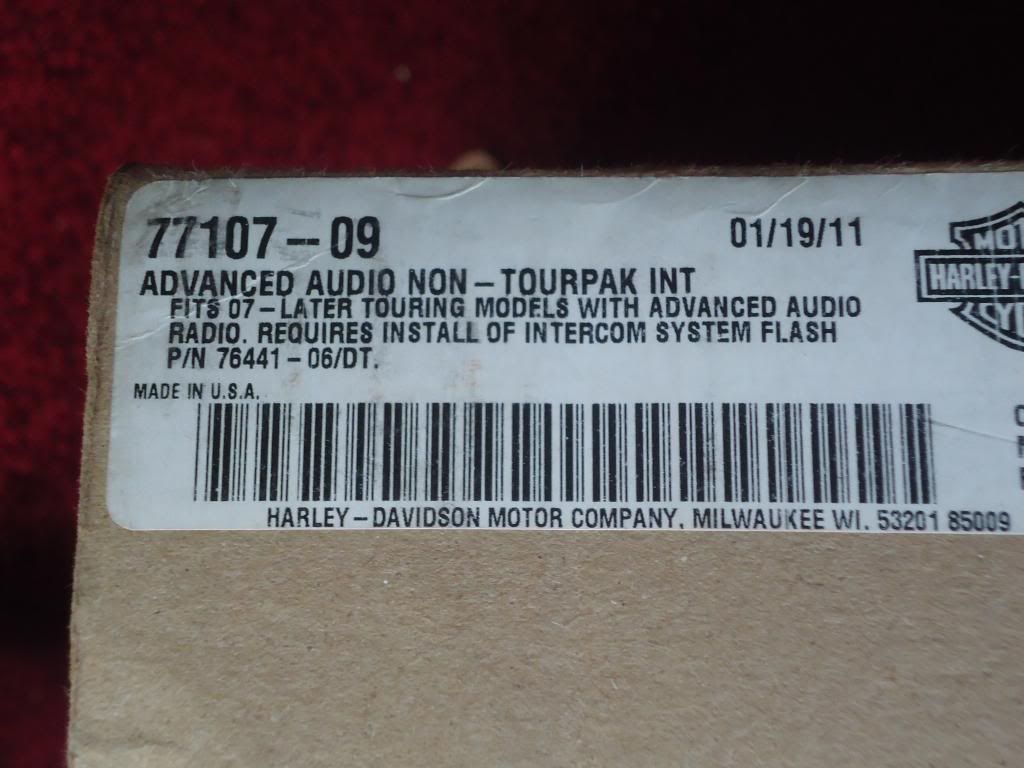 77107-09
01/19/11
ADVANCED AUDIO NON-TOURPAK INT
FITS 07-LATER TOURING MODELS WITH ADVANCED AUDIO
RADIO. REQUIRES INSTALL OF INTERCOM SYSTEM FLASH
P/N 76441-06/DT.
MADE IN U.S.A.
HARLEY-DAVIDSON MOTOR COMPANY, MILWAUKEE WI. 53201 85009
MOT
HARLEY-